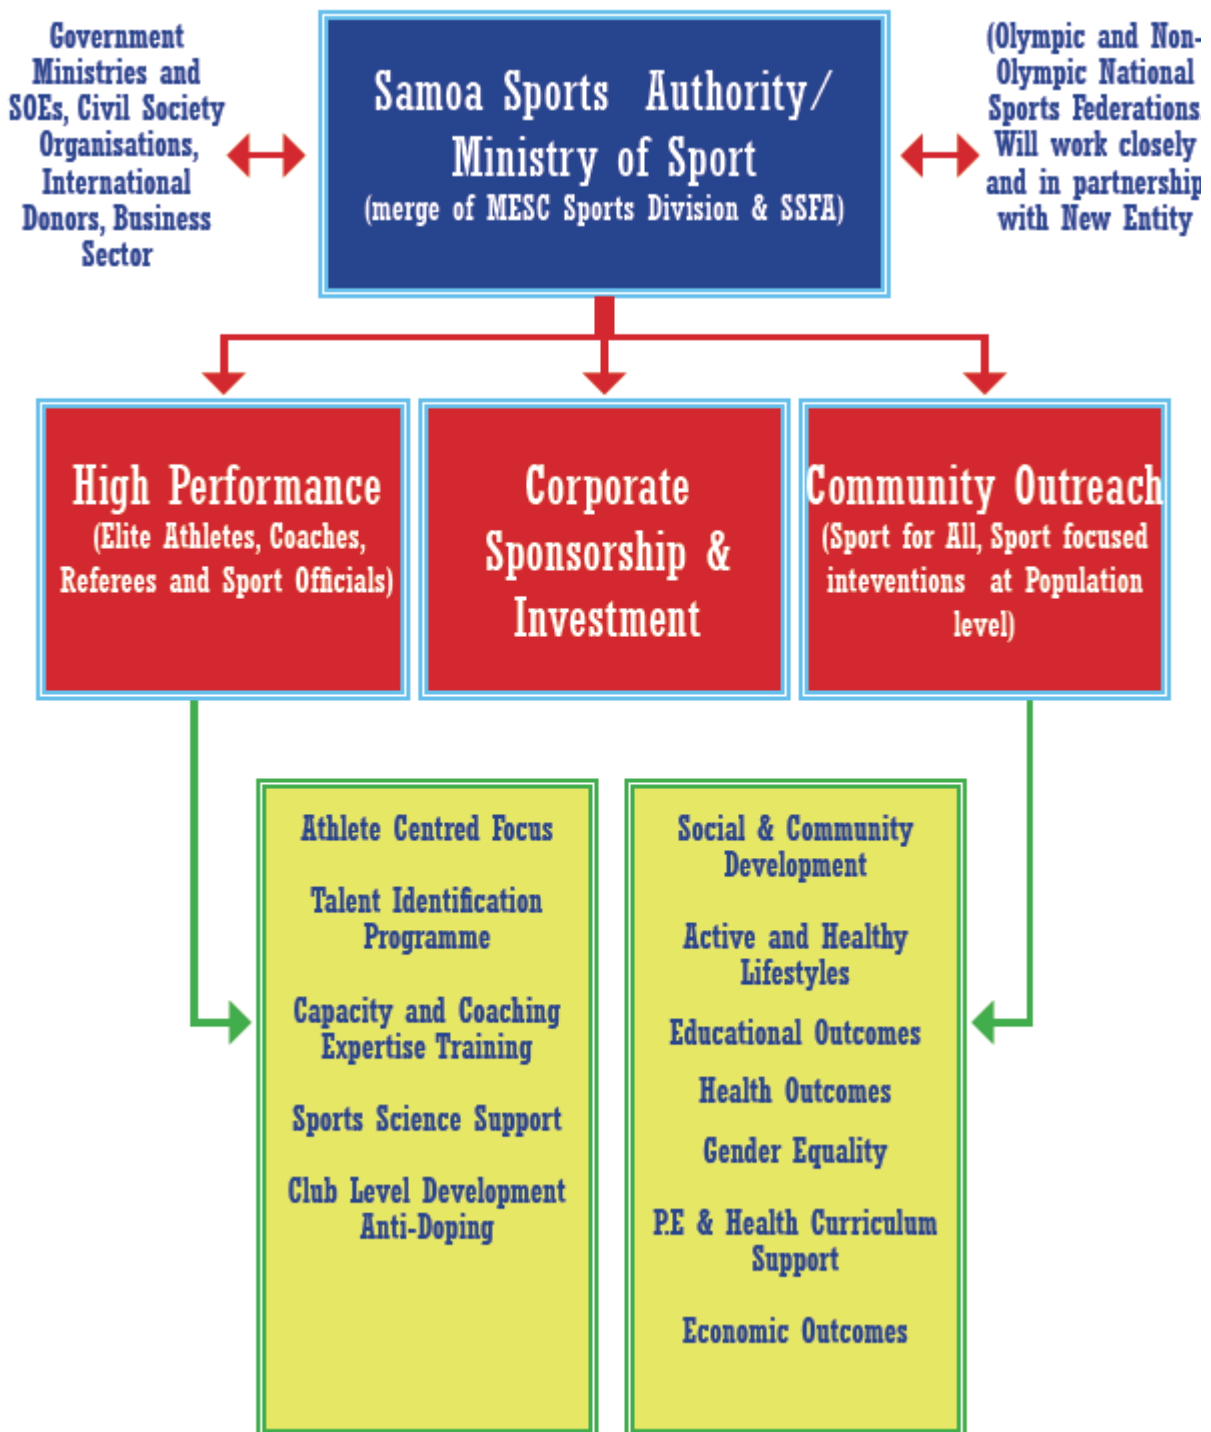 Government
Ministries and
SOEs, Civil Society
Organisations,
International
Donors, Business
Sector
Samoa Sports Authority/
Ministry of Sport
(merge of MESC Sports Division & SSFA)
(Olympic and Non-
Olympic National
Sports Federations
Will work closely
and in partnership
with New Entity
High Performance
(Elite Athletes, Coaches,
Referees and Sport Officials)
Corporate
Sponsorship &
Investment
Community Outreach
(Sport for All, Sport focused
inteventions at Population
level)
Athlete Centred Focus
Talent Identification
Programme
Capacity and Coaching
Expertise Training
Sports Science Support
Club Level Development
Anti-Doping
Social & Community
Development
Active and Healthy
Lifestyles
Educational Outcomes
Health Outcomes
Gender Equality
P.E & Health Curriculum
Support
Economic Outcomes